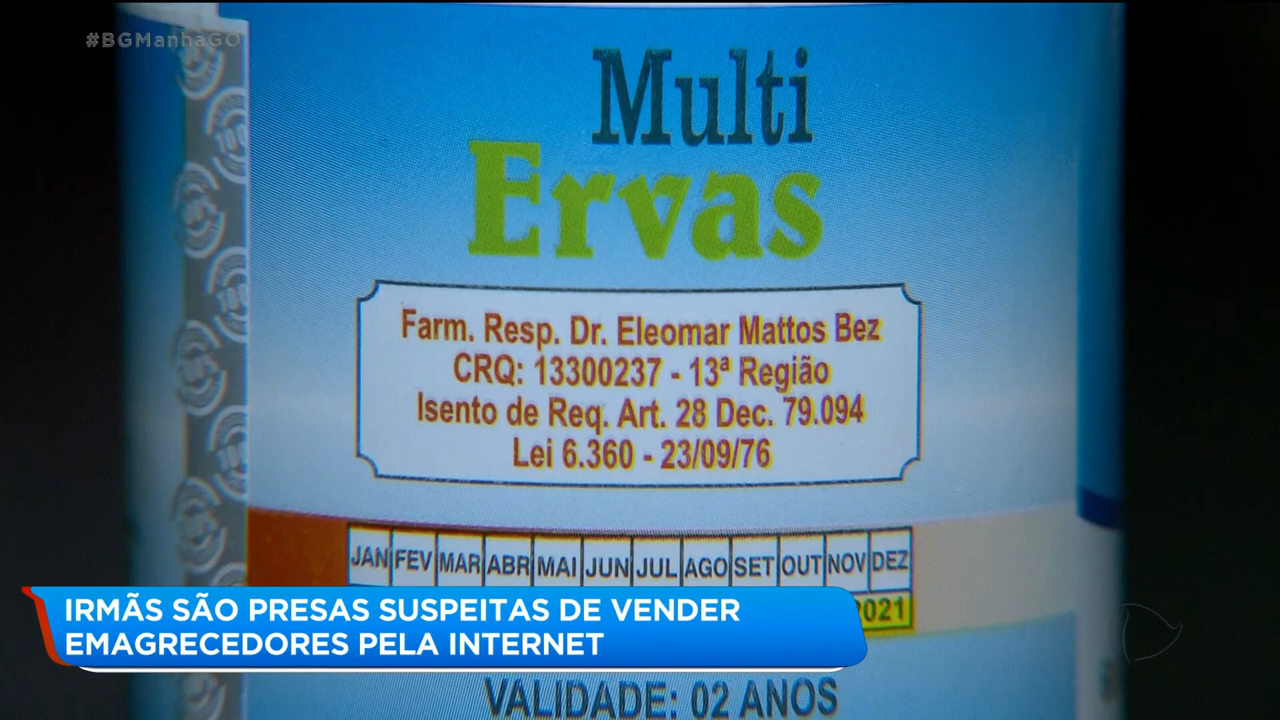 #BGManhaGO
Multi
Ervas
Farm. Resp. Dr. Eleomar Mattos Bez
CRQ: 13300237 - 13ª Região
Isento de Req. Art. 28 Dec. 79.094
Lei 6.360 - 23/09/76
JAN FEV MAR ABR MAI JUN JUL AGO SET OUT NOV DEZ
2021
IRMÃS SÃO PRESAS SUSPEITAS DE VENDER
EMAGRECEDORES PELA INTERNET
VALIDADE: 02 ANOS